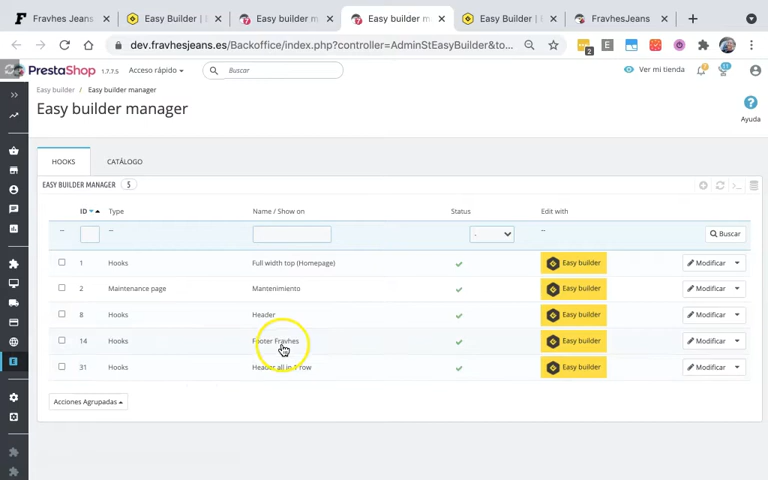 Fravhes Jeans
Easy Builder |
Easy builder m
Easy builder ma
Easy Builder |
FravhesJeans
dev.fravhesjeans.es/Backoffice/index.php?controller=AdminStEasyBuilder&to...
PrestaShop 1.7.7.5
Acceso rápido
Buscar
Ver mi tienda
Easy builder / Easy builder manager
Easy builder manager
Ayuda
HOOKS
CATÁLOGO
EASY BUILDER MANAGER 5
ID Type Name / Show on Status Edit with
-- -- - -- Buscar
1 Hooks Full width top (Homepage) Easy builder Modificar
2 Maintenance page Mantenimiento Easy builder Modificar
8 Hooks Header Easy builder Modificar
14 Hooks Footer Fravhes Easy builder Modificar
31 Hooks Header all in 1 row Easy builder Modificar
Acciones Agrupadas